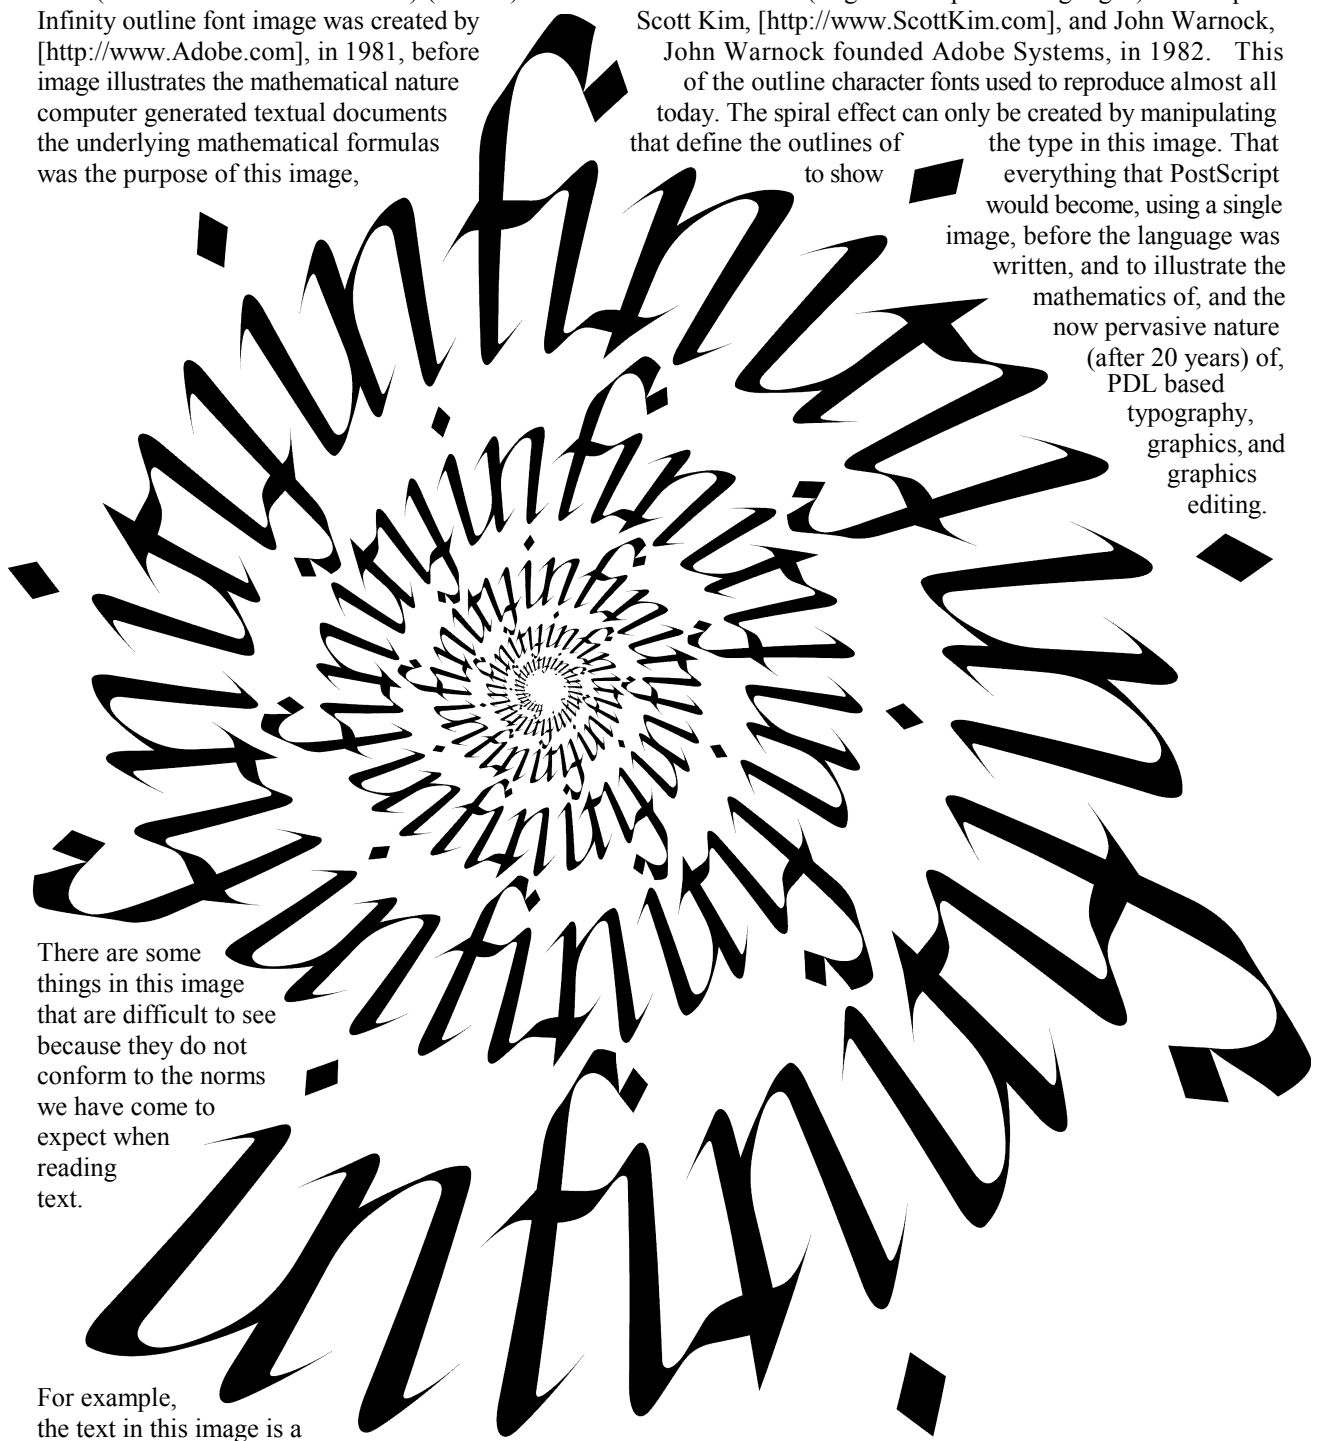 Infinity outline font image was created by Scott Kim, [http://www.ScottKim.com], and John Warnock,
[http://www.Adobe.com], in 1981, before John Warnock founded Adobe Systems, in 1982. This
image illustrates the mathematical nature of the outline character fonts used to reproduce almost all
computer generated textual documents today. The spiral effect can only be created by manipulating
the underlying mathematical formulas that define the outlines of the type in this image. That
was the purpose of this image, to show everything that PostScript
would become, using a single
image, before the language was
written, and to illustrate the
mathematics of, and the
now pervasive nature
(after 20 years) of,
PDL based
typography,
graphics, and
graphics
editing.
infinity
infinity
infinity
infinity
infinity
infinity
There are some
things in this image
that are difficult to see
because they do not
conform to the norms
we have come to
expect when
reading
text.
For example,
the text in this image is a